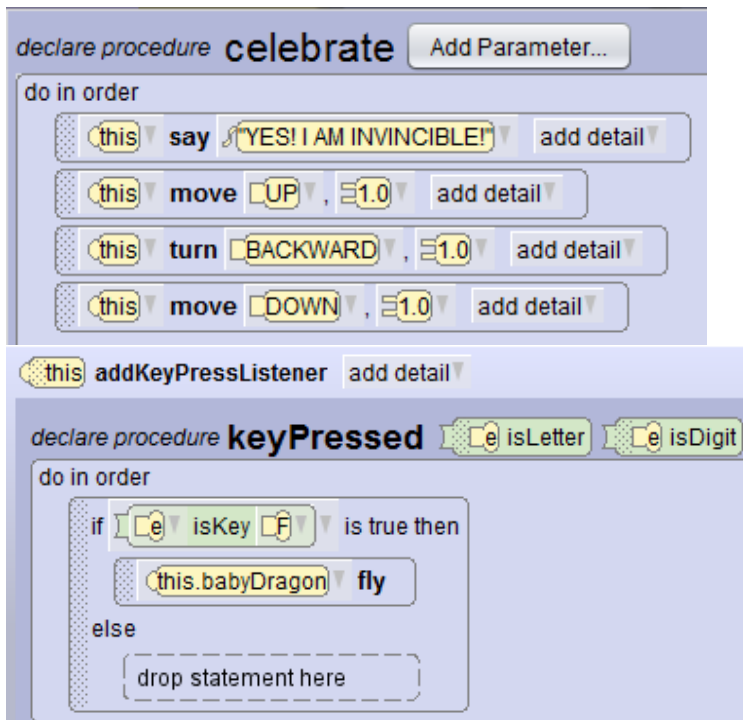 declare procedure celebrate Add Parameter...
do in order
this say "YES! I AM INVINCIBLE!" add detail
this move UP , 1.0 add detail
this turn BACKWARD , 1.0 add detail
this move DOWN , 1.0 add detail
this addKeyPressListener add detail
declare procedure keyPressed e isLetter e isDigit
do in order
if e isKey F is true then
this.babyDragon fly
else
drop statement here